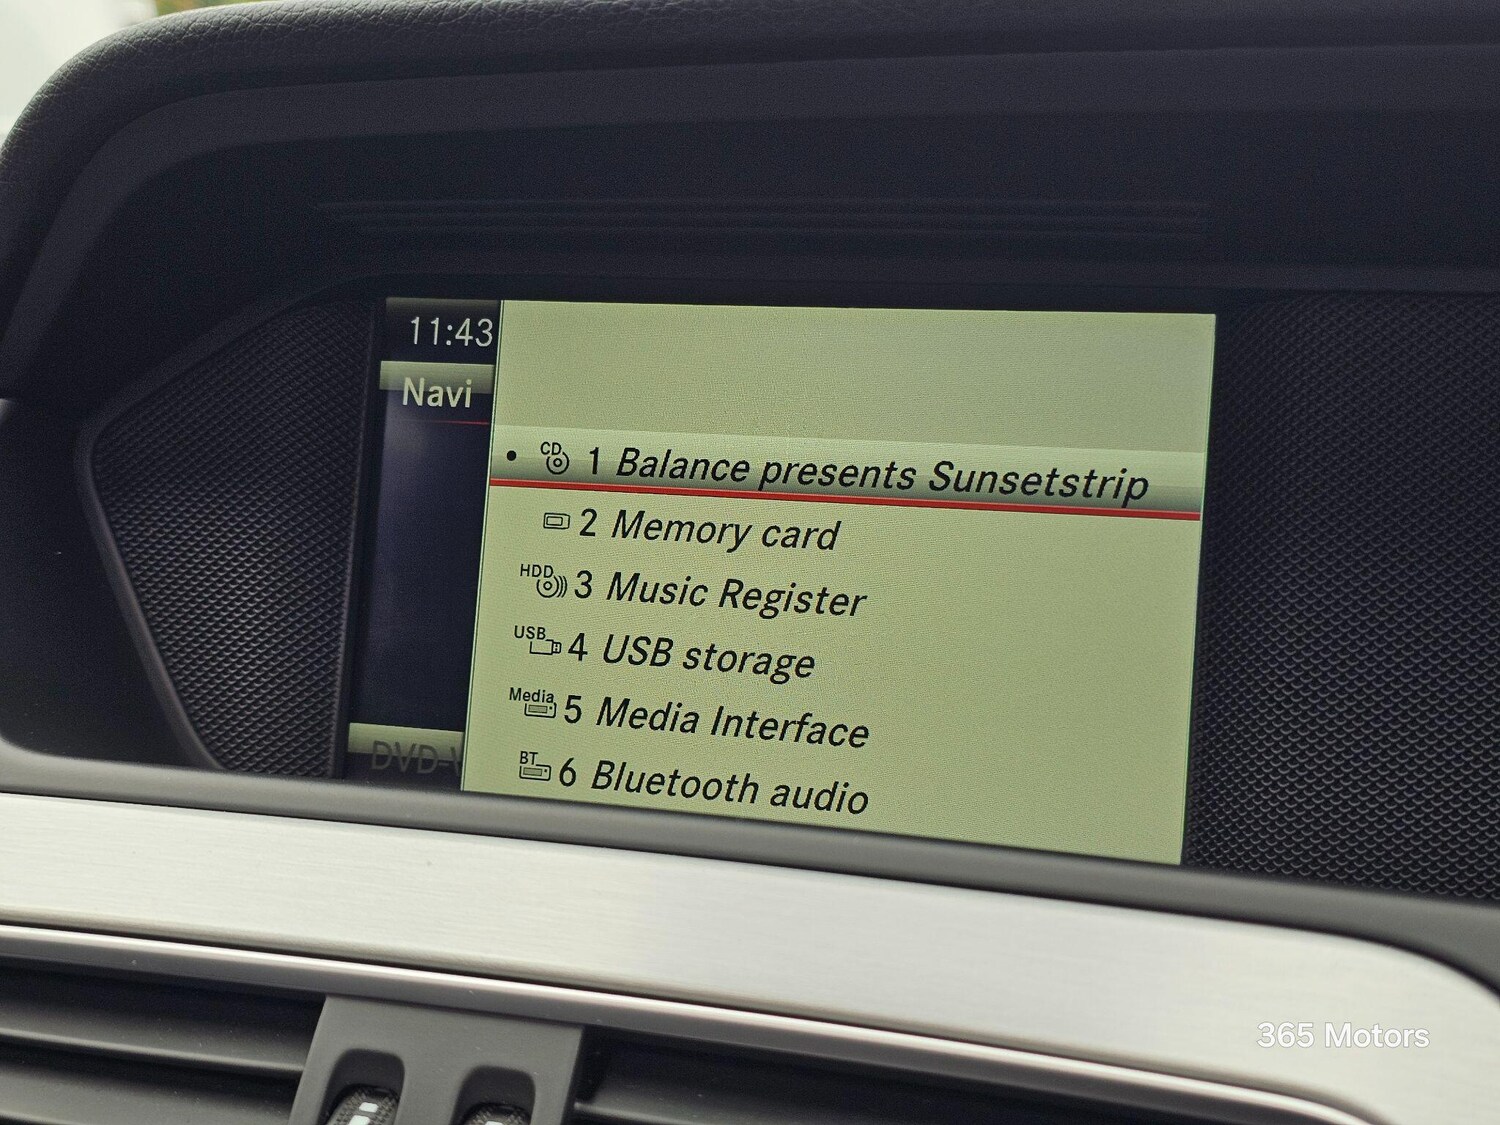 11:43
Navi
CD 1 Balance presents Sunsetstrip
2 Memory card
HDD 3 Music Register
USB 4 USB storage
Media 5 Media Interface
BT 6 Bluetooth audio
DVD-
365 Motors